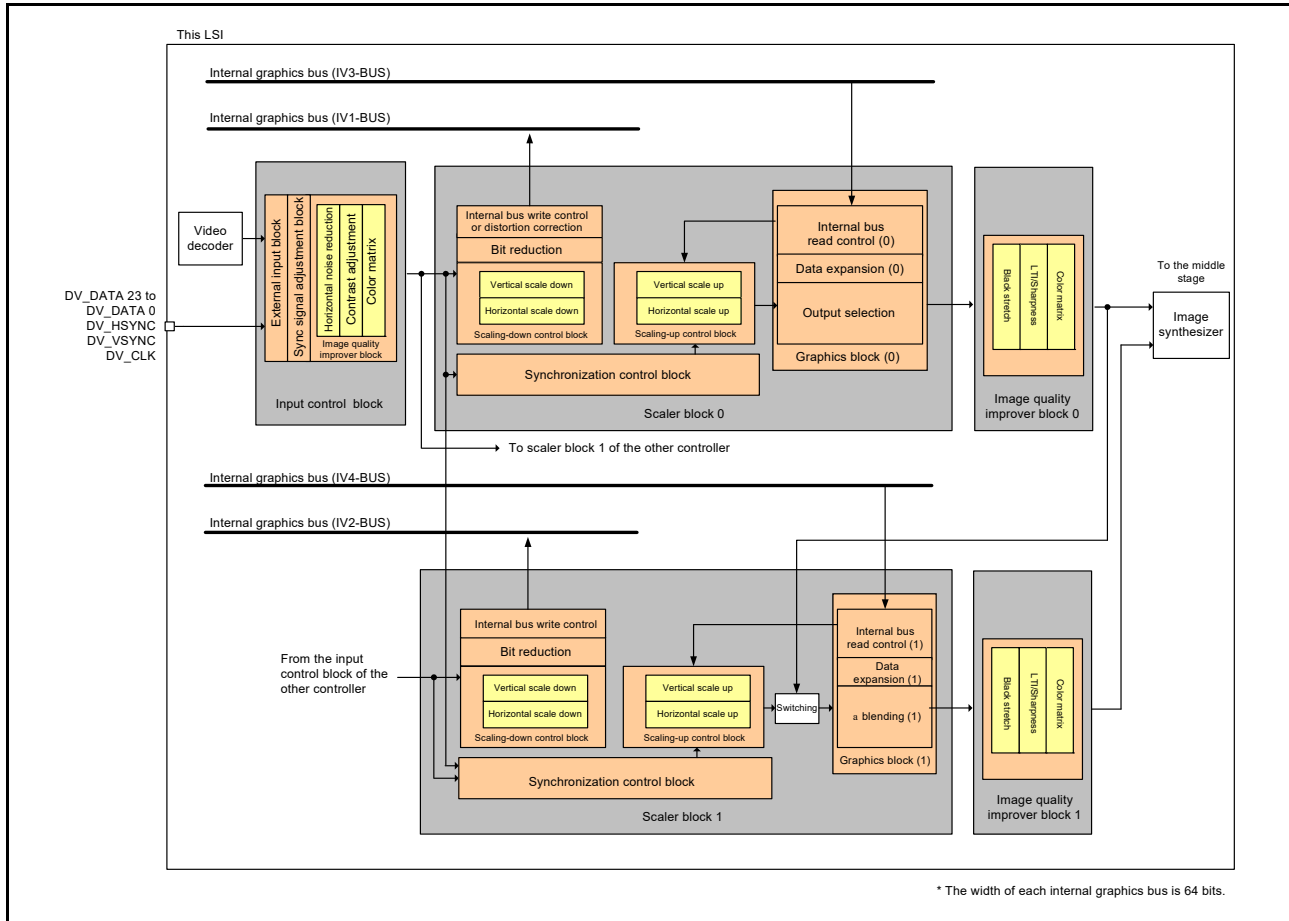 This LSI
Internal graphics bus (IV3-BUS)
Internal graphics bus (IV1-BUS)
Video
decoder
DV_DATA 23 to
DV_DATA 0
DV_HSYNC
DV_VSYNC
DV_CLK
External input block
Sync signal adjustment block
Horizontal noise reduction
Contrast adjustment
Color matrix
Image quality
improver block
Input control block
Internal bus write control
or distortion correction
Bit reduction
Vertical scale down
Horizontal scale down
Scaling-down control block
Vertical scale up
Horizontal scale up
Scaling-up control block
Synchronization control block
Internal bus
read control (0)
Data expansion (0)
Output selection
Graphics block (0)
Scaler block 0
Black stretch
LTI/Sharpness
Color matrix
Image quality
improver block 0
To the middle
stage
Image
synthesizer
To scaler block 1 of the other controller
Internal graphics bus (IV4-BUS)
Internal graphics bus (IV2-BUS)
From the input
control block of the
other controller
Internal bus write control
Bit reduction
Vertical scale down
Horizontal scale down
Scaling-down control block
Vertical scale up
Horizontal scale up
Scaling-up control block
Switching
Synchronization control block
Internal bus
read control (1)
Data
expansion (1)
a blending (1)
Graphics block (1)
Scaler block 1
Black stretch
LTI/Sharpness
Color matrix
Image quality
improver block 1
* The width of each internal graphics bus is 64 bits.